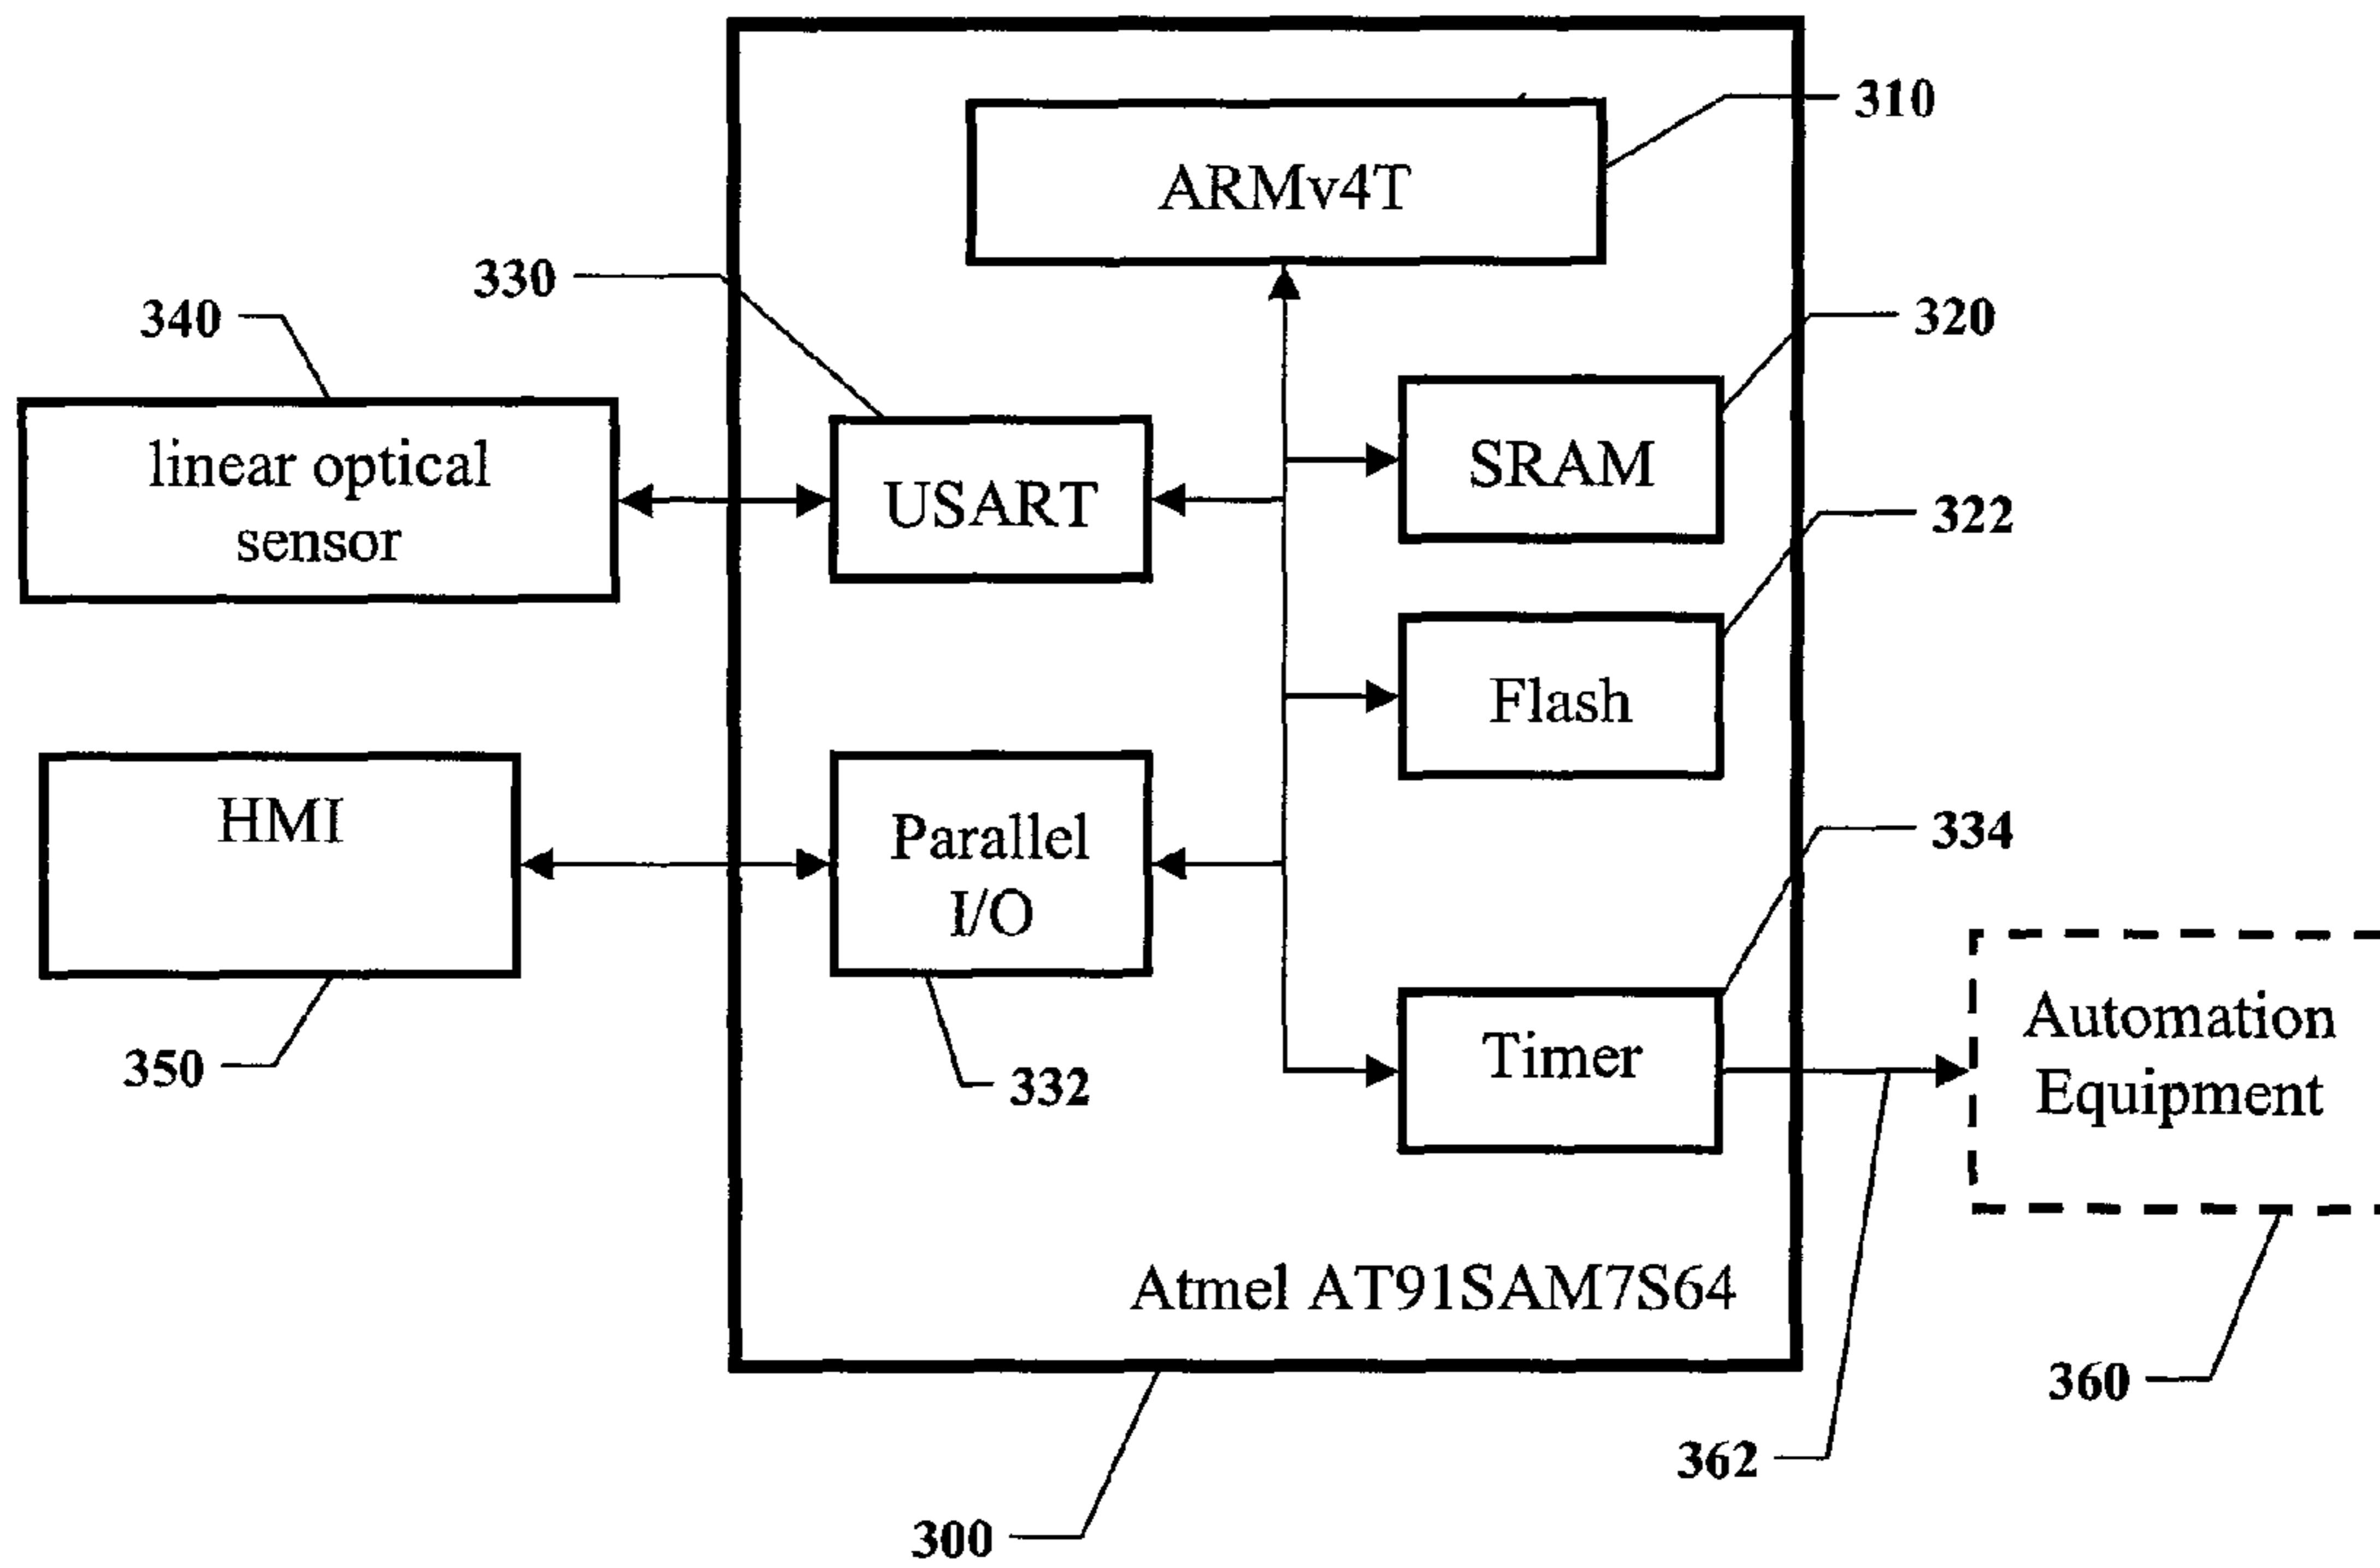 310
ARMv4T
330
340
320
linear optical
sensor
USART
SRAM
322
Flash
HMI
Parallel
I/O
334
350
332
Timer
Automation
Equipment
Atmel AT91SAM7S64
360
362
300